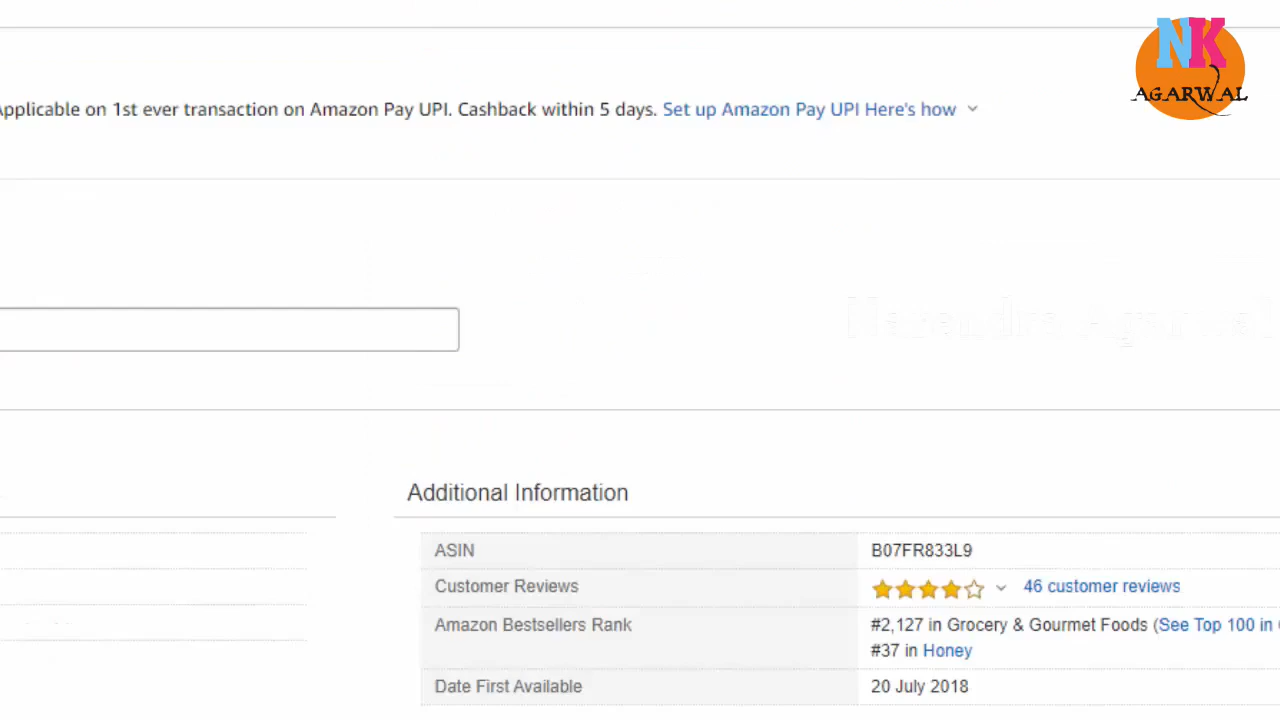 NK
AGARWAL
Applicable on 1st ever transaction on Amazon Pay UPI. Cashback within 5 days. Set up Amazon Pay UPI Here's how
Narendra Agarwal
Additional Information
ASIN B07FR833L9
Customer Reviews 46 customer reviews
Amazon Bestsellers Rank #2,127 in Grocery & Gourmet Foods (See Top 100 in
#37 in Honey
Date First Available 20 July 2018